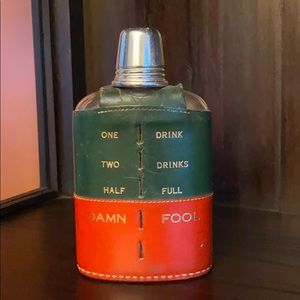 ONE DRINK
TWO DRINKS
HALF FULL
DAMN FOOL